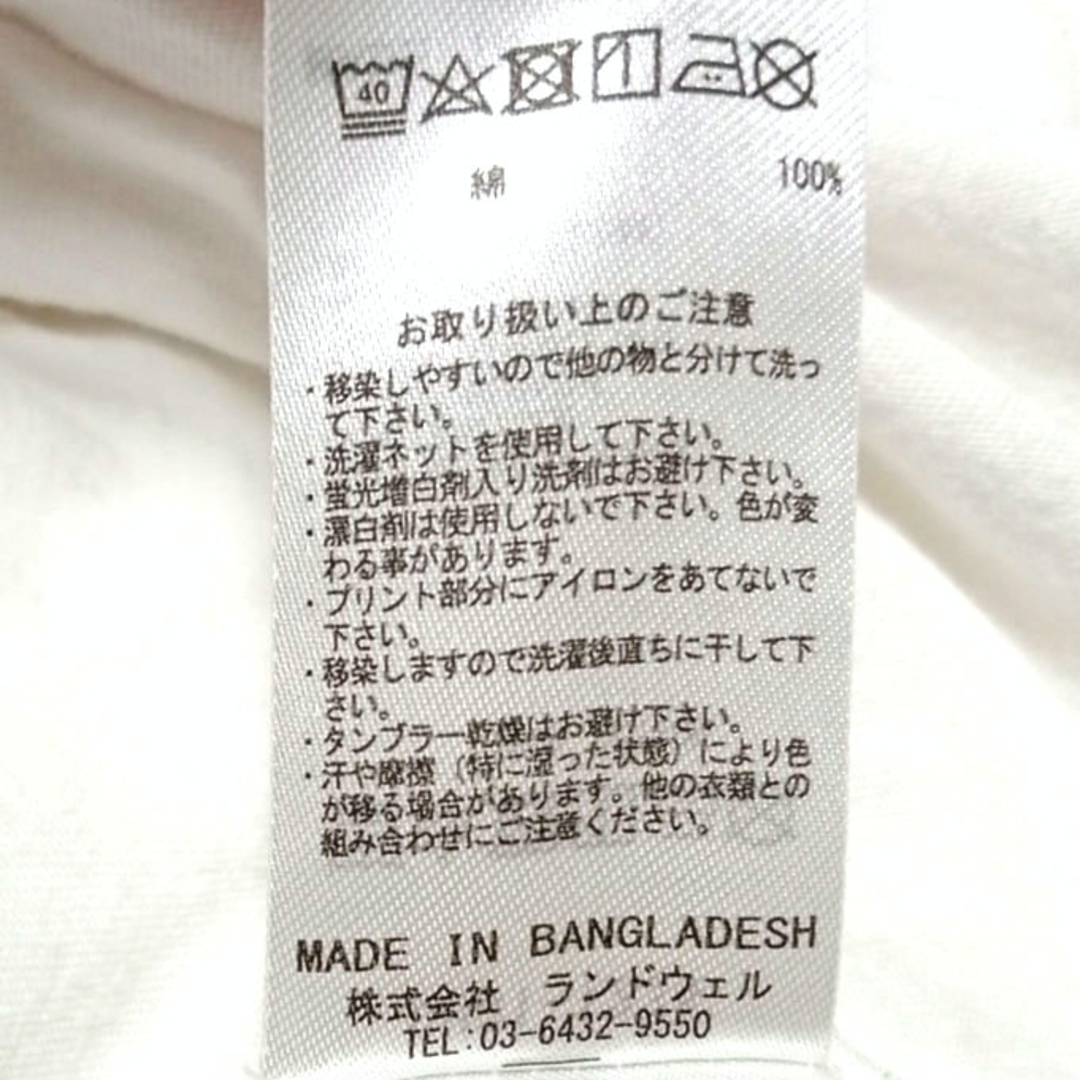 40
綿 100%
お取り扱い上のご注意
・移染しやすいので他の物と分けて洗っ
て下さい。
・洗濯ネットを使用して下さい。
・蛍光増白剤入り洗剤はお避け下さい。
・漂白剤は使用しないで下さい。色が変
わる事があります。
・プリント部分にアイロンをあてないで
下さい。
・移染しますので洗濯後直ちに干して下
さい。
・タンブラー乾燥はお避け下さい。
・汗や摩擦(特に湿った状態)により色
が移る場合があります。他の衣類との
組み合わせにご注意ください。
MADE IN BANGLADESH
株式会社 ランドウェル
TEL:03-6432-9550